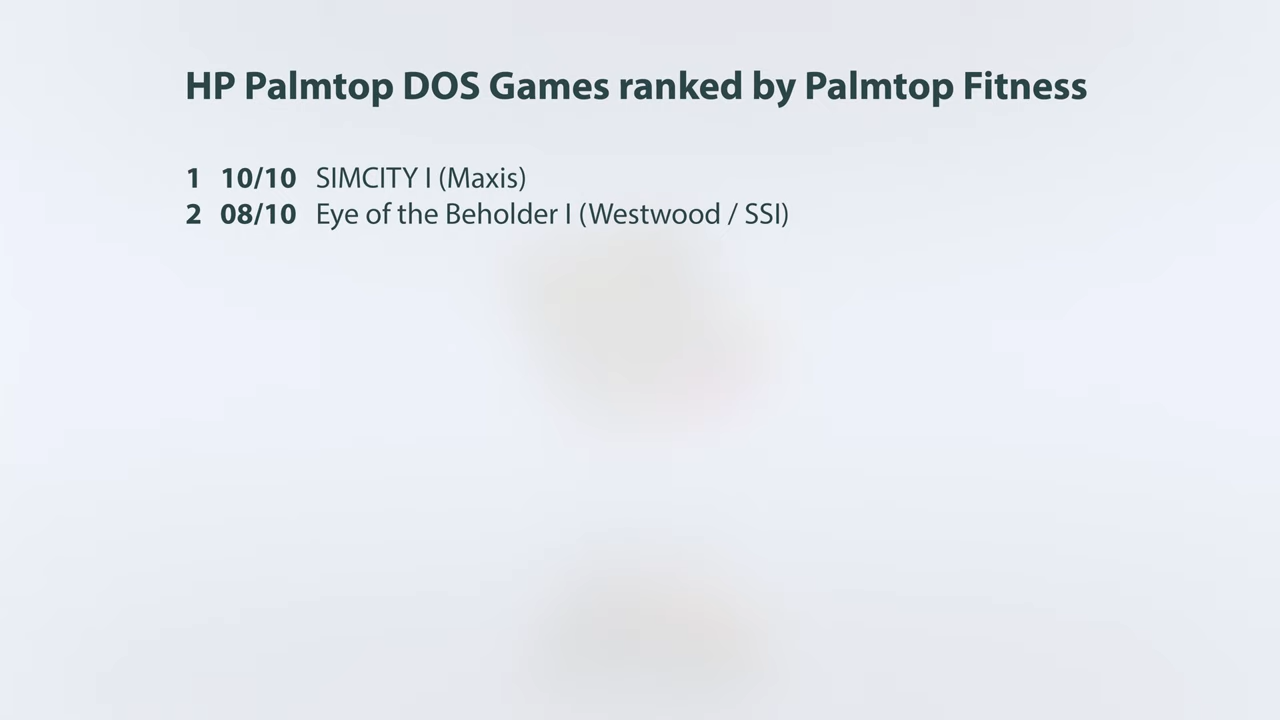 HP Palmtop DOS Games ranked by Palmtop Fitness
1 10/10 SIMCITY I (Maxis)
2 08/10 Eye of the Beholder I (Westwood / SSI)